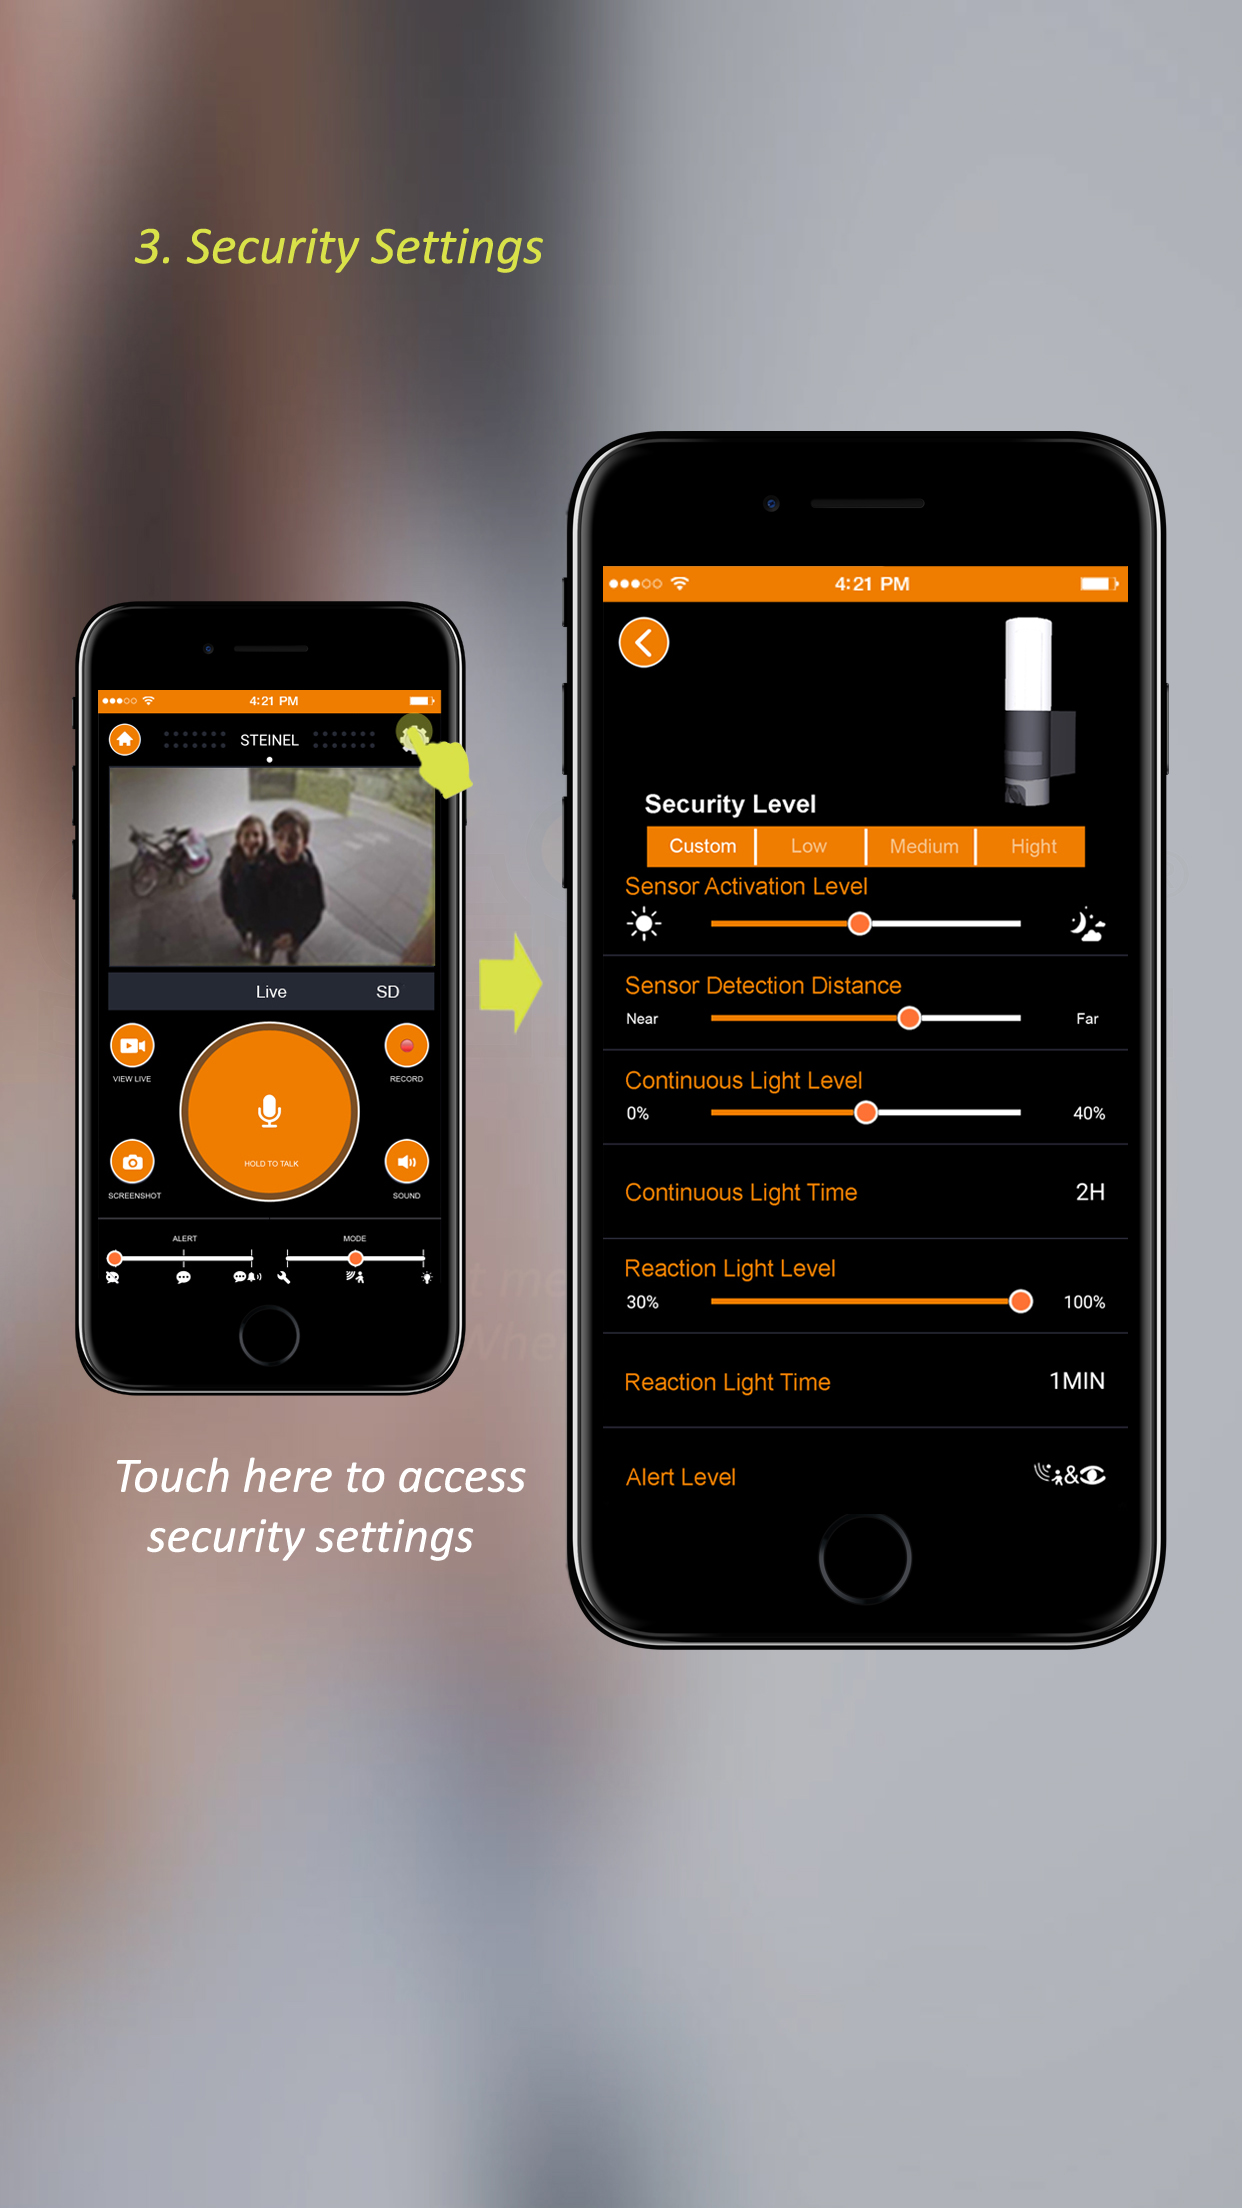 3. Security Settings
4:21 PM
STEINEL
Live SD
VIEW LIVE
RECORD
HOLD TO TALK
SCREENSHOT
SOUND
ALERT
MODE
Touch here to access
security settings
4:21 PM
Security Level
Custom Low Medium Hight
Sensor Activation Level
Sensor Detection Distance
Near Far
Continuous Light Level
0% 40%
Continuous Light Time 2H
Reaction Light Level
30% 100%
Reaction Light Time 1MIN
Alert Level &